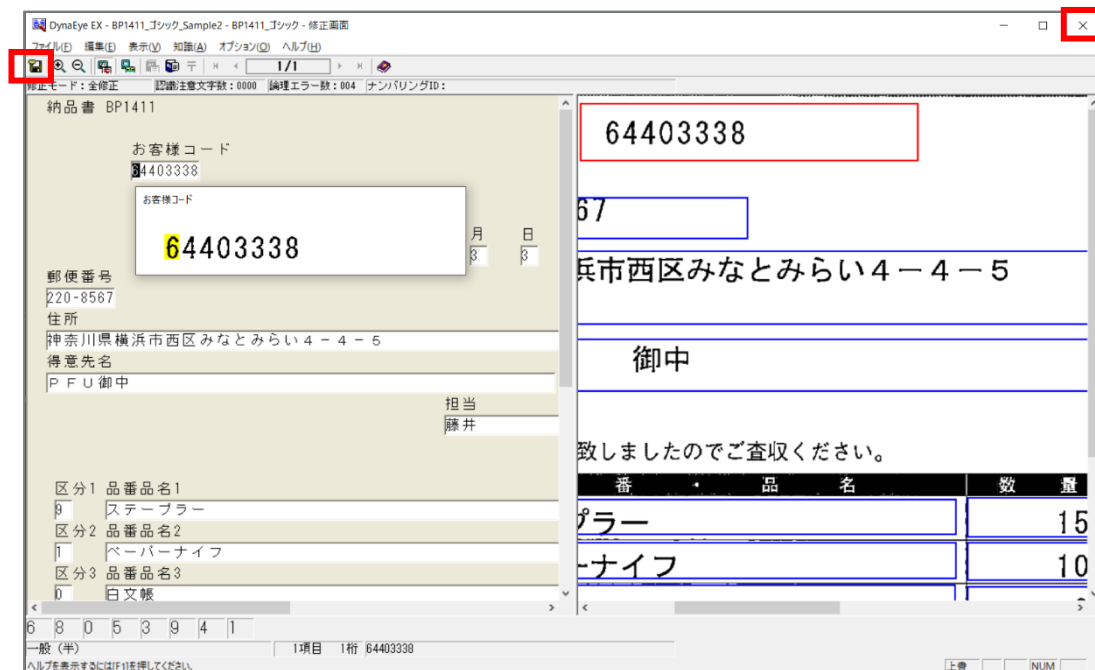 DynaEye EX - BP1411_ゴシック_Sample2 - BP1411_ゴシック - 修正画面
ファイル(F) 編集(E) 表示(V) 知識(A) オプション(O) ヘルプ(H)
1/1
修正モード：全修正 認識注意文字数：0000 論理エラー数：004 ナンバリングID：
納品書 BP1411
お客様コード
64403338
お客様コード
64403338
月 日
3 3
郵便番号
220-8567
住所
神奈川県横浜市西区みなとみらい４－４－５
得意先名
ＰＦＵ御中
担当
藤井
区分1 品番品名1
9 ステープラー
区分2 品番品名2
1 ペーパーナイフ
区分3 品番品名3
0 白文帳
64403338
67
浜市西区みなとみらい４－４－５
御中
致しましたのでご査収ください。
番・品名 数量
プラー 15
ーナイフ 10
6 8 0 5 3 9 4 1
一般（半） 1項目 1桁 64403338
ヘルプを表示するには[F1]を押してください。 上書 NUM